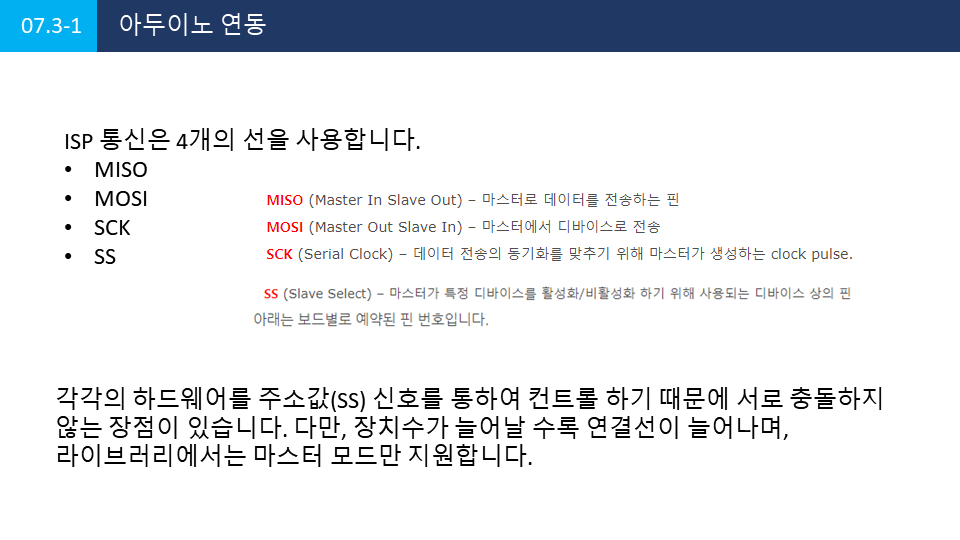 07.3-1
아두이노 연동
ISP 통신은 4개의 선을 사용합니다.
• MISO
• MOSI
• SCK
• SS
MISO (Master In Slave Out) – 마스터로 데이터를 전송하는 핀
MOSI (Master Out Slave In) – 마스터에서 디바이스로 전송
SCK (Serial Clock) – 데이터 전송의 동기화를 맞추기 위해 마스터가 생성하는 clock pulse.
SS (Slave Select) – 마스터가 특정 디바이스를 활성화/비활성화 하기 위해 사용되는 디바이스 상의 핀
아래는 보드별로 예약된 핀 번호입니다.
각각의 하드웨어를 주소값(SS) 신호를 통하여 컨트롤 하기 때문에 서로 충돌하지
않는 장점이 있습니다. 다만, 장치수가 늘어날 수록 연결선이 늘어나며,
라이브러리에서는 마스터 모드만 지원합니다.